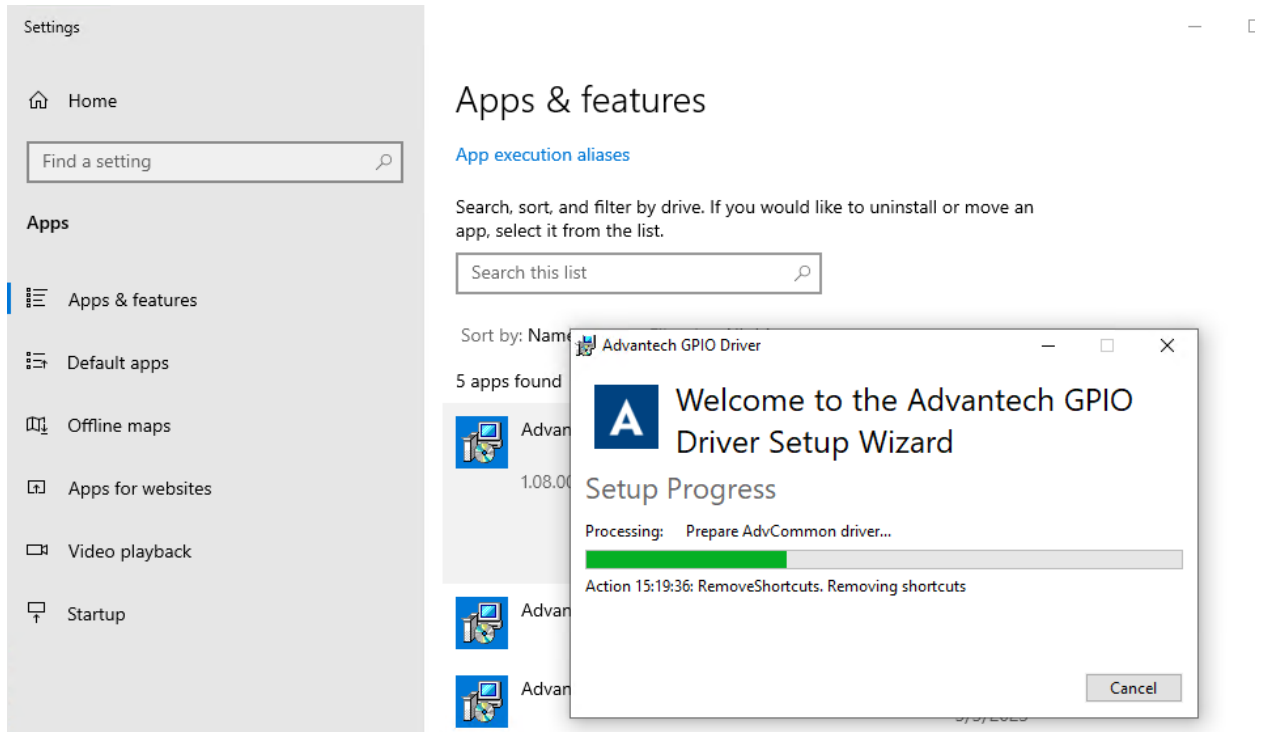 Settings
Home
Find a setting
Apps
Apps & features
Default apps
Offline maps
Apps for websites
Video playback
Startup
Apps & features
App execution aliases
Search, sort, and filter by drive. If you would like to uninstall or move an
app, select it from the list.
Search this list
Sort by: Name
5 apps found
Advan
1.08.00
Advan
Advan
Advantech GPIO Driver
A
Welcome to the Advantech GPIO
Driver Setup Wizard
Setup Progress
Processing: Prepare AdvCommon driver...
Action 15:19:36: RemoveShortcuts. Removing shortcuts
Cancel